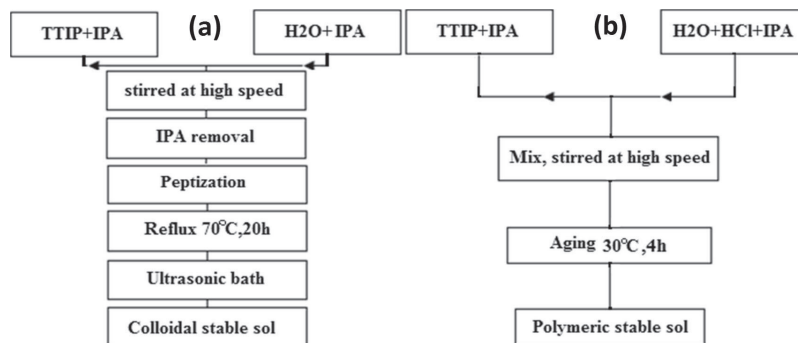 (a)
TTIP+IPA
H2O+IPA
stirred at high speed
IPA removal
Peptization
Reflux 70°C,20h
Ultrasonic bath
Colloidal stable sol
(b)
TTIP+IPA
H2O+HCl+IPA
Mix, stirred at high speed
Aging 30°C,4h
Polymeric stable sol